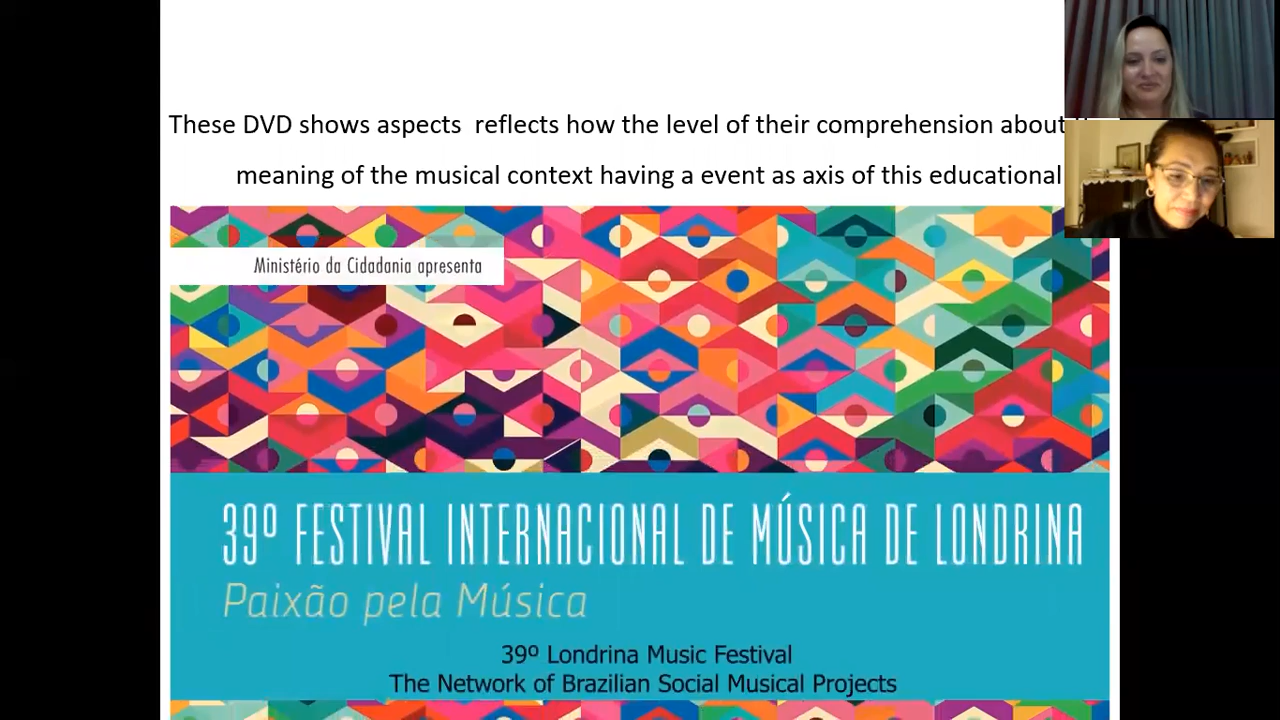 These DVD shows aspects reflects how the level of their comprehension about
meaning of the musical context having a event as axis of this educational
Ministério da Cidadania apresenta
39º FESTIVAL INTERNACIONAL DE MÚSICA DE LONDRINA
Paixão pela Música
39º Londrina Music Festival
The Network of Brazilian Social Musical Projects